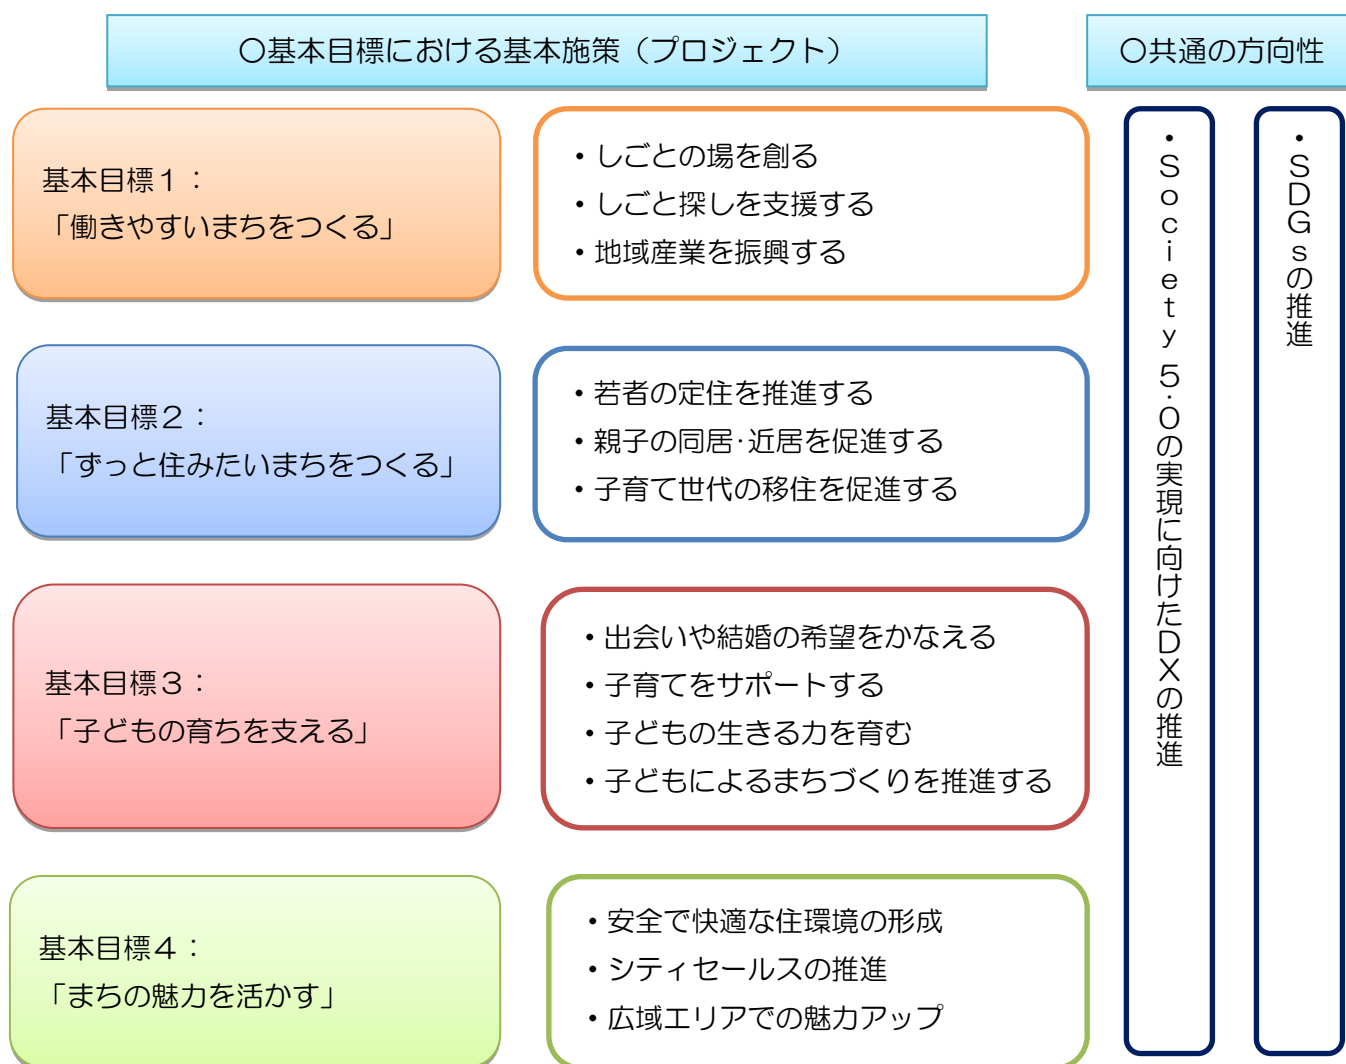 〇基本目標における基本施策（プロジェクト）
〇共通の方向性
基本目標１：
「働きやすいまちをつくる」
・しごとの場を創る
・しごと探しを支援する
・地域産業を振興する
基本目標２：
「ずっと住みたいまちをつくる」
・若者の定住を推進する
・親子の同居･近居を促進する
・子育て世代の移住を促進する
基本目標３：
「子どもの育ちを支える」
・出会いや結婚の希望をかなえる
・子育てをサポートする
・子どもの生きる力を育む
・子どもによるまちづくりを推進する
基本目標４：
「まちの魅力を活かす」
・安全で快適な住環境の形成
・シティセールスの推進
・広域エリアでの魅力アップ
・Ｓｏｃｉｅｔｙ ５.０の実現に向けたＤＸの推進
・ＳＤＧｓの推進